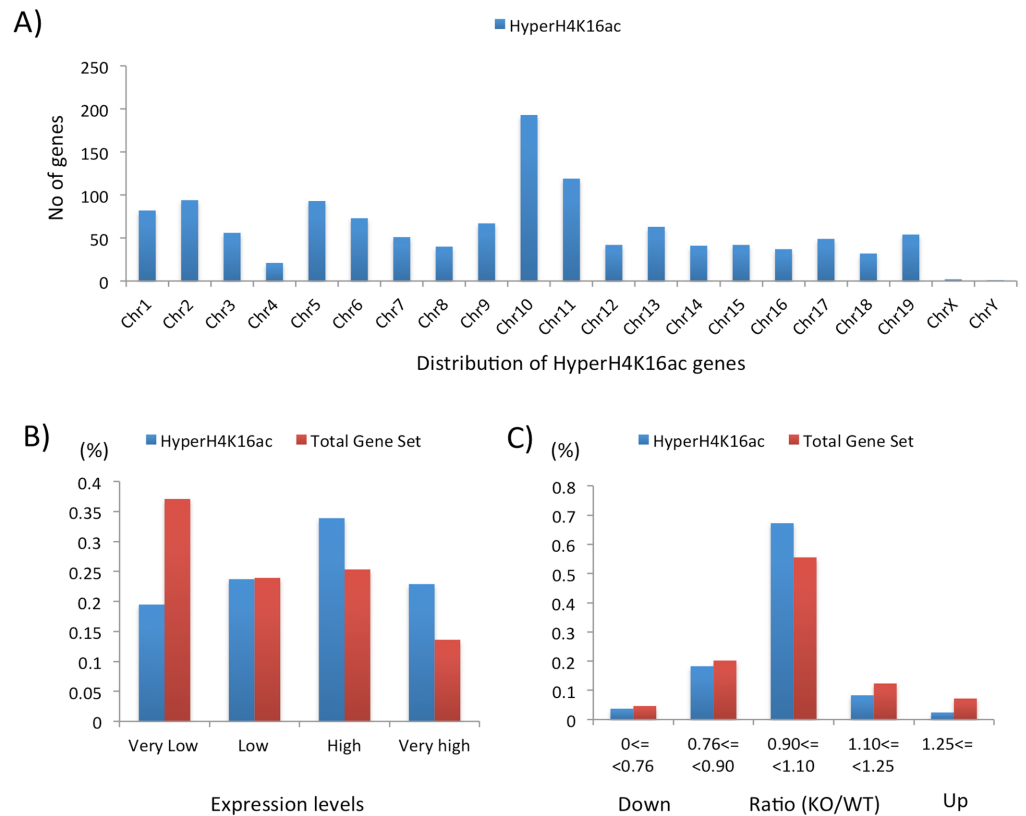 A)
HyperH4K16ac
250
200
150
100
50
0
No of genes
Chr1 Chr2 Chr3 Chr4 Chr5 Chr6 Chr7 Chr8 Chr9 Chr10 Chr11 Chr12 Chr13 Chr14 Chr15 Chr16 Chr17 Chr18 Chr19 ChrX ChrY
Distribution of HyperH4K16ac genes
B)
(%)
HyperH4K16ac Total Gene Set
0.4
0.35
0.3
0.25
0.2
0.15
0.1
0.05
0
Very Low Low High Very high
Expression levels
C)
(%)
HyperH4K16ac Total Gene Set
0.8
0.7
0.6
0.5
0.4
0.3
0.2
0.1
0
0<= 0.76<= 0.90<= 1.10<= 1.25<=
<0.76 <0.90 <1.10 <1.25
Down Ratio (KO/WT) Up